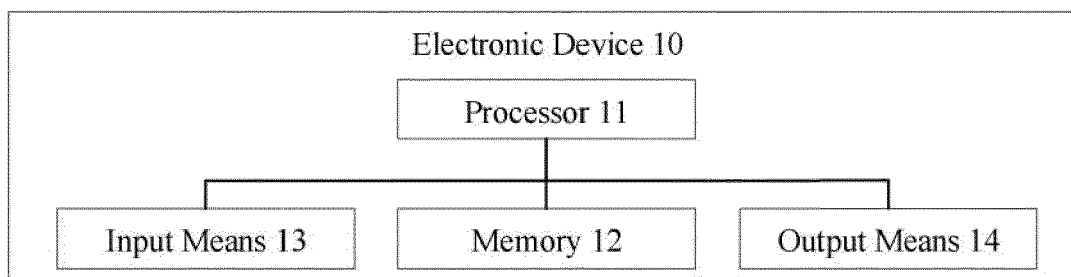 Electronic Device 10
Processor 11
Input Means 13
Memory 12
Output Means 14